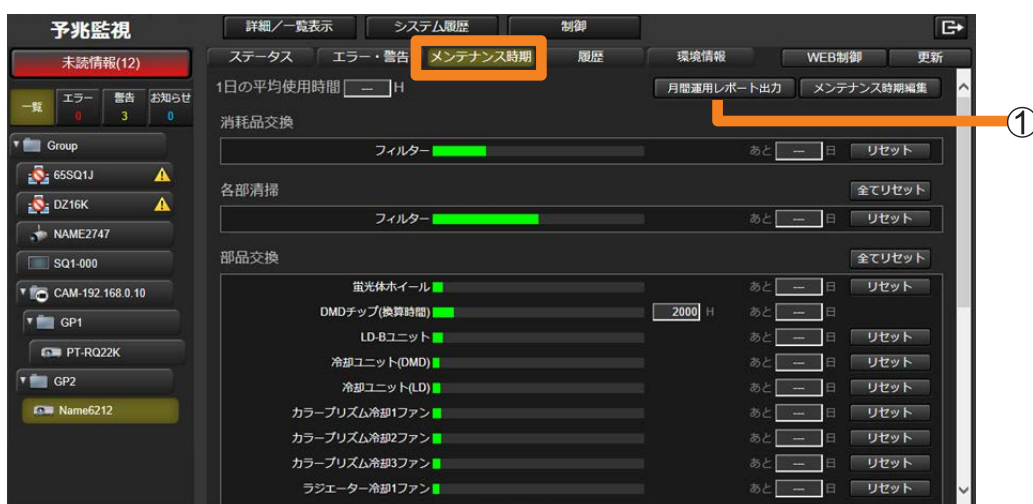 予兆監視
詳細/一覧表示 システム履歴 制御
未読情報(12)
ステータス エラー・警告 メンテナンス時期 履歴 環境情報 WEB制御 更新
一覧 エラー 0 警告 3 お知らせ 0
1日の平均使用時間 --- H 月間運用レポート出力 メンテナンス時期編集
①
消耗品交換
フィルター あと --- 日 リセット
各部清掃 全てリセット
フィルター あと --- 日 リセット
部品交換 全てリセット
蛍光体ホイール あと --- 日 リセット
DMDチップ(換算時間) 2000 H あと --- 日
LD-Bユニット あと --- 日 リセット
冷却ユニット(DMD) あと --- 日 リセット
冷却ユニット(LD) あと --- 日 リセット
カラープリズム冷却1ファン あと --- 日 リセット
カラープリズム冷却2ファン あと --- 日 リセット
カラープリズム冷却3ファン あと --- 日 リセット
ラジエーター冷却1ファン あと --- 日 リセット
Group
65SQ1J
DZ16K
NAME2747
SQ1-000
CAM-192.168.0.10
GP1
PT-RQ22K
GP2
Name6212